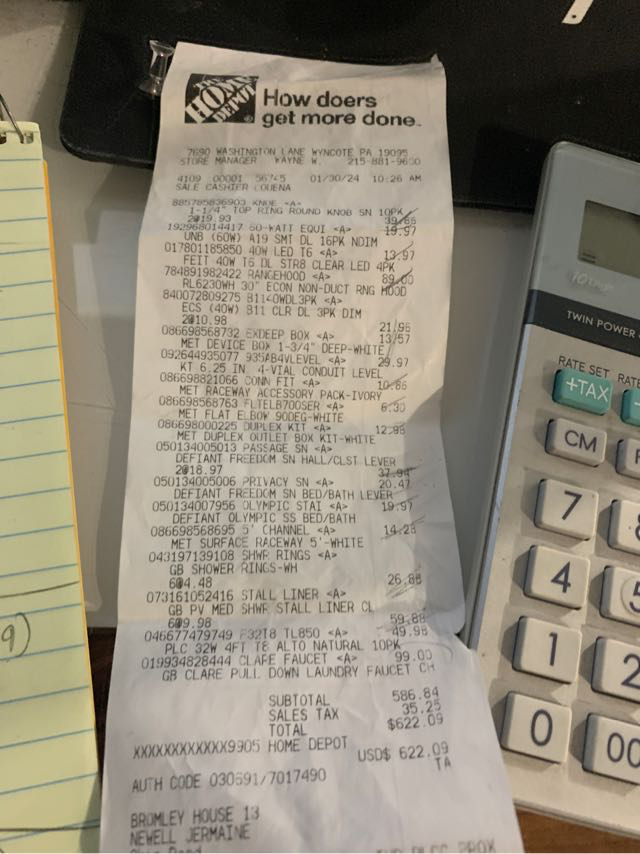 THE HOME DEPOT
How doers
get more done.
7690 WASHINGTON LANE WYNCOTE PA 19095
STORE MANAGER WAYNE W. 215-881-9600
4109 00001 56745 01/30/24 10:26 AM
SALE CASHIER LOUENA
885785836903 KNOB <A>
1-1/4" TOP RING ROUND KNOB SN 10PK
2@19.93 39.86
192968014417 60-WATT EQUI <A> 19.97
UNB (60W) A19 SMT DL 16PK NDIM
017801185850 40W LED T6 <A> 13.97
FEIT 40W T6 DL STR8 CLEAR LED 4PK
784891982422 RANGEHOOD <A> 89.00
RL6230WH 30" ECON NON-DUCT RNG HOOD
840072809275 B1140WDL3PK <A>
ECS (40W) B11 CLR DL 3PK DIM
2@10.98 21.96
086698568732 EXDEEP BOX <A> 13.57
MET DEVICE BOX 1-3/4" DEEP-WHITE
092644935077 935AB4VLEVEL <A> 29.97
KT 6.25 IN. 4-VIAL CONDUIT LEVEL
086698821066 CONN FIT <A> 10.86
MET RACEWAY ACCESSORY PACK-IVORY
086698568763 FLTELB700SER <A> 6.30
MET FLAT ELBOW 90DEG-WHITE
086698000225 DUPLEX KIT <A> 12.98
MET DUPLEX OUTLET BOX KIT-WHITE
050134005013 PASSAGE SN <A>
DEFIANT FREEDOM SN HALL/CLST LEVER
2@18.97 37.94
050134005006 PRIVACY SN <A> 20.47
DEFIANT FREEDOM SN BED/BATH LEVER
050134007956 OLYMPIC STAI <A> 19.97
DEFIANT OLYMPIC SS BED/BATH
086698568695 5' CHANNEL <A> 14.28
MET SURFACE RACEWAY 5'-WHITE
043197139108 SHWR RINGS <A>
GB SHOWER RINGS-WH
6@4.48 26.88
073161052416 STALL LINER <A>
GB PV MED SHWR STALL LINER CL
6@9.98 59.88
046677479749 F32T8 TL850 <A> 49.98
PLC 32W 4FT T8 ALTO NATURAL 10PK
019934828444 CLARE FAUCET <A> 99.00
GB CLARE PULL DOWN LAUNDRY FAUCET CH
SUBTOTAL 586.84
SALES TAX 35.25
TOTAL $622.09
XXXXXXXXXXXX9905 HOME DEPOT
USD$ 622.09
AUTH CODE 030691/7017490 TA
BROMLEY HOUSE 13
NEWELL JERMAINE
9)
TWIN POWER
RATE SET
+TAX
CM
7
4
5
1
2
0
00